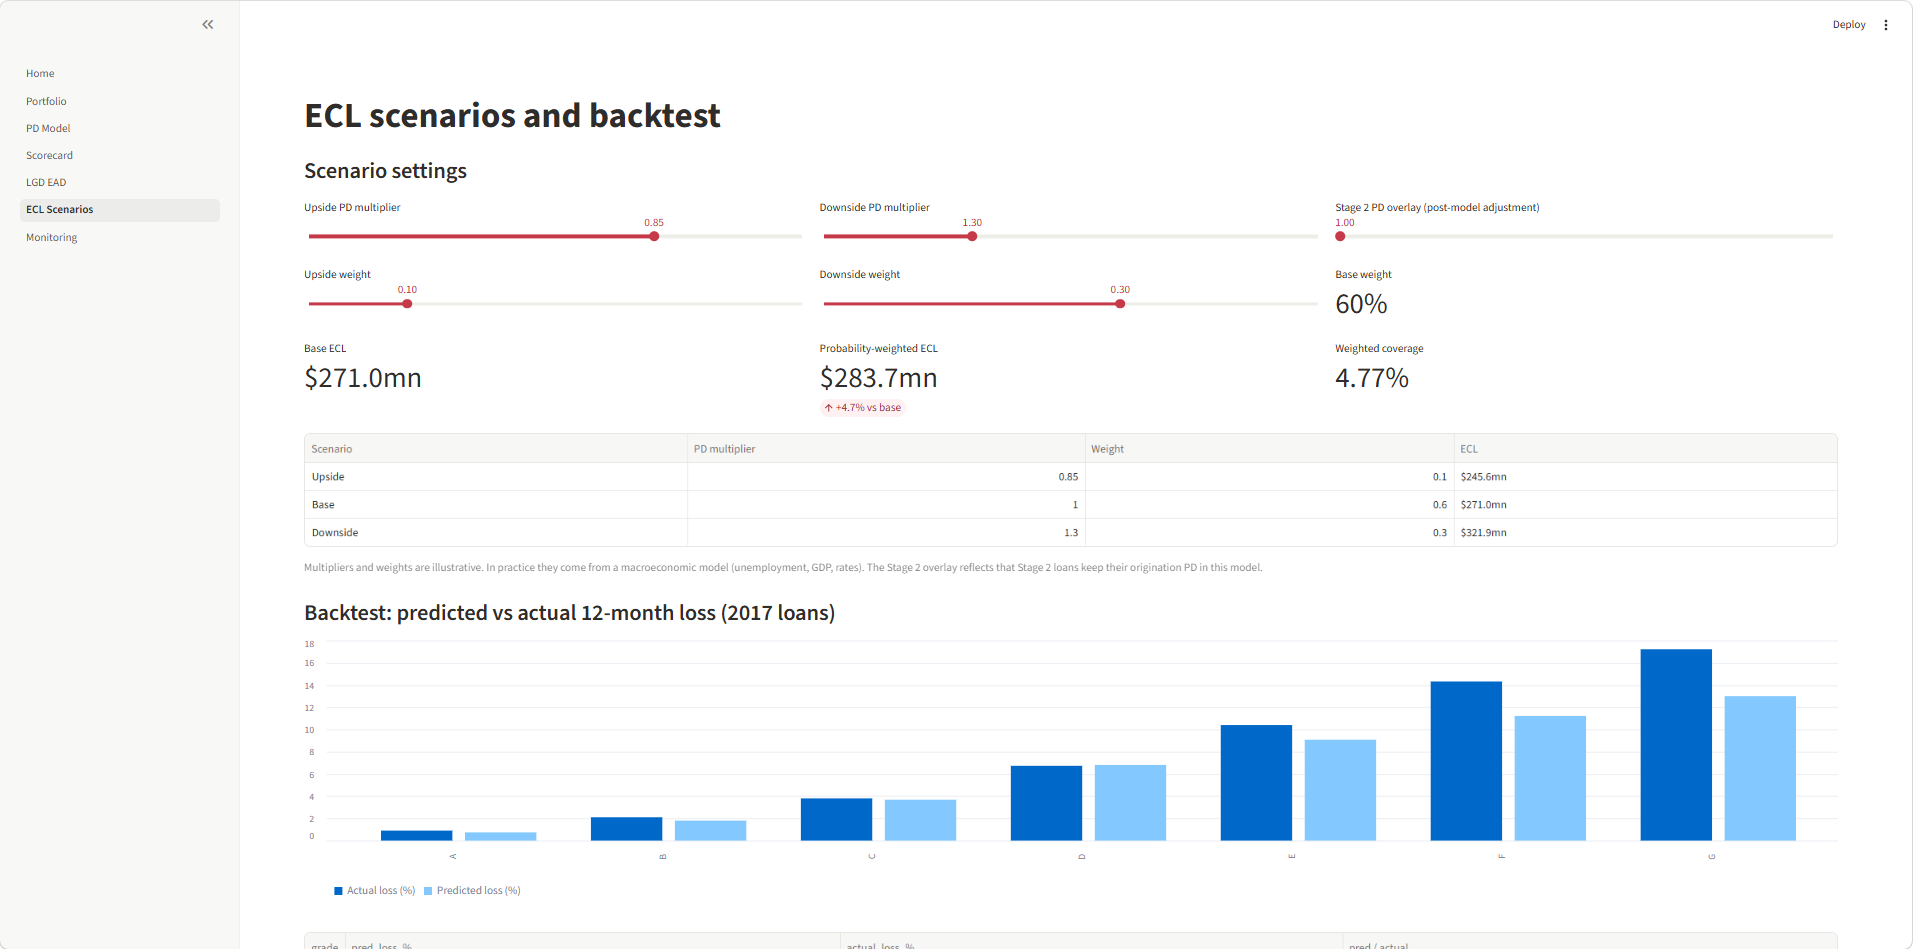 Deploy
Home
Portfolio
PD Model
Scorecard
LGD EAD
ECL Scenarios
Monitoring
ECL scenarios and backtest
Scenario settings
Upside PD multiplier
0.85
Downside PD multiplier
1.30
Stage 2 PD overlay (post-model adjustment)
1.00
Upside weight
0.10
Downside weight
0.30
Base weight
60%
Base ECL
$271.0mn
Probability-weighted ECL
$283.7mn
↑ +4.7% vs base
Weighted coverage
4.77%
Scenario PD multiplier Weight ECL
Upside 0.85 0.1 $245.6mn
Base 1 0.6 $271.0mn
Downside 1.3 0.3 $321.9mn
Multipliers and weights are illustrative. In practice they come from a macroeconomic model (unemployment, GDP, rates). The Stage 2 overlay reflects that Stage 2 loans keep their origination PD in this model.
Backtest: predicted vs actual 12-month loss (2017 loans)
18
16
14
12
10
8
6
4
2
0
A B C D E F G
Actual loss (%) Predicted loss (%)
grade pred_loss_% actual_loss_% pred / actual